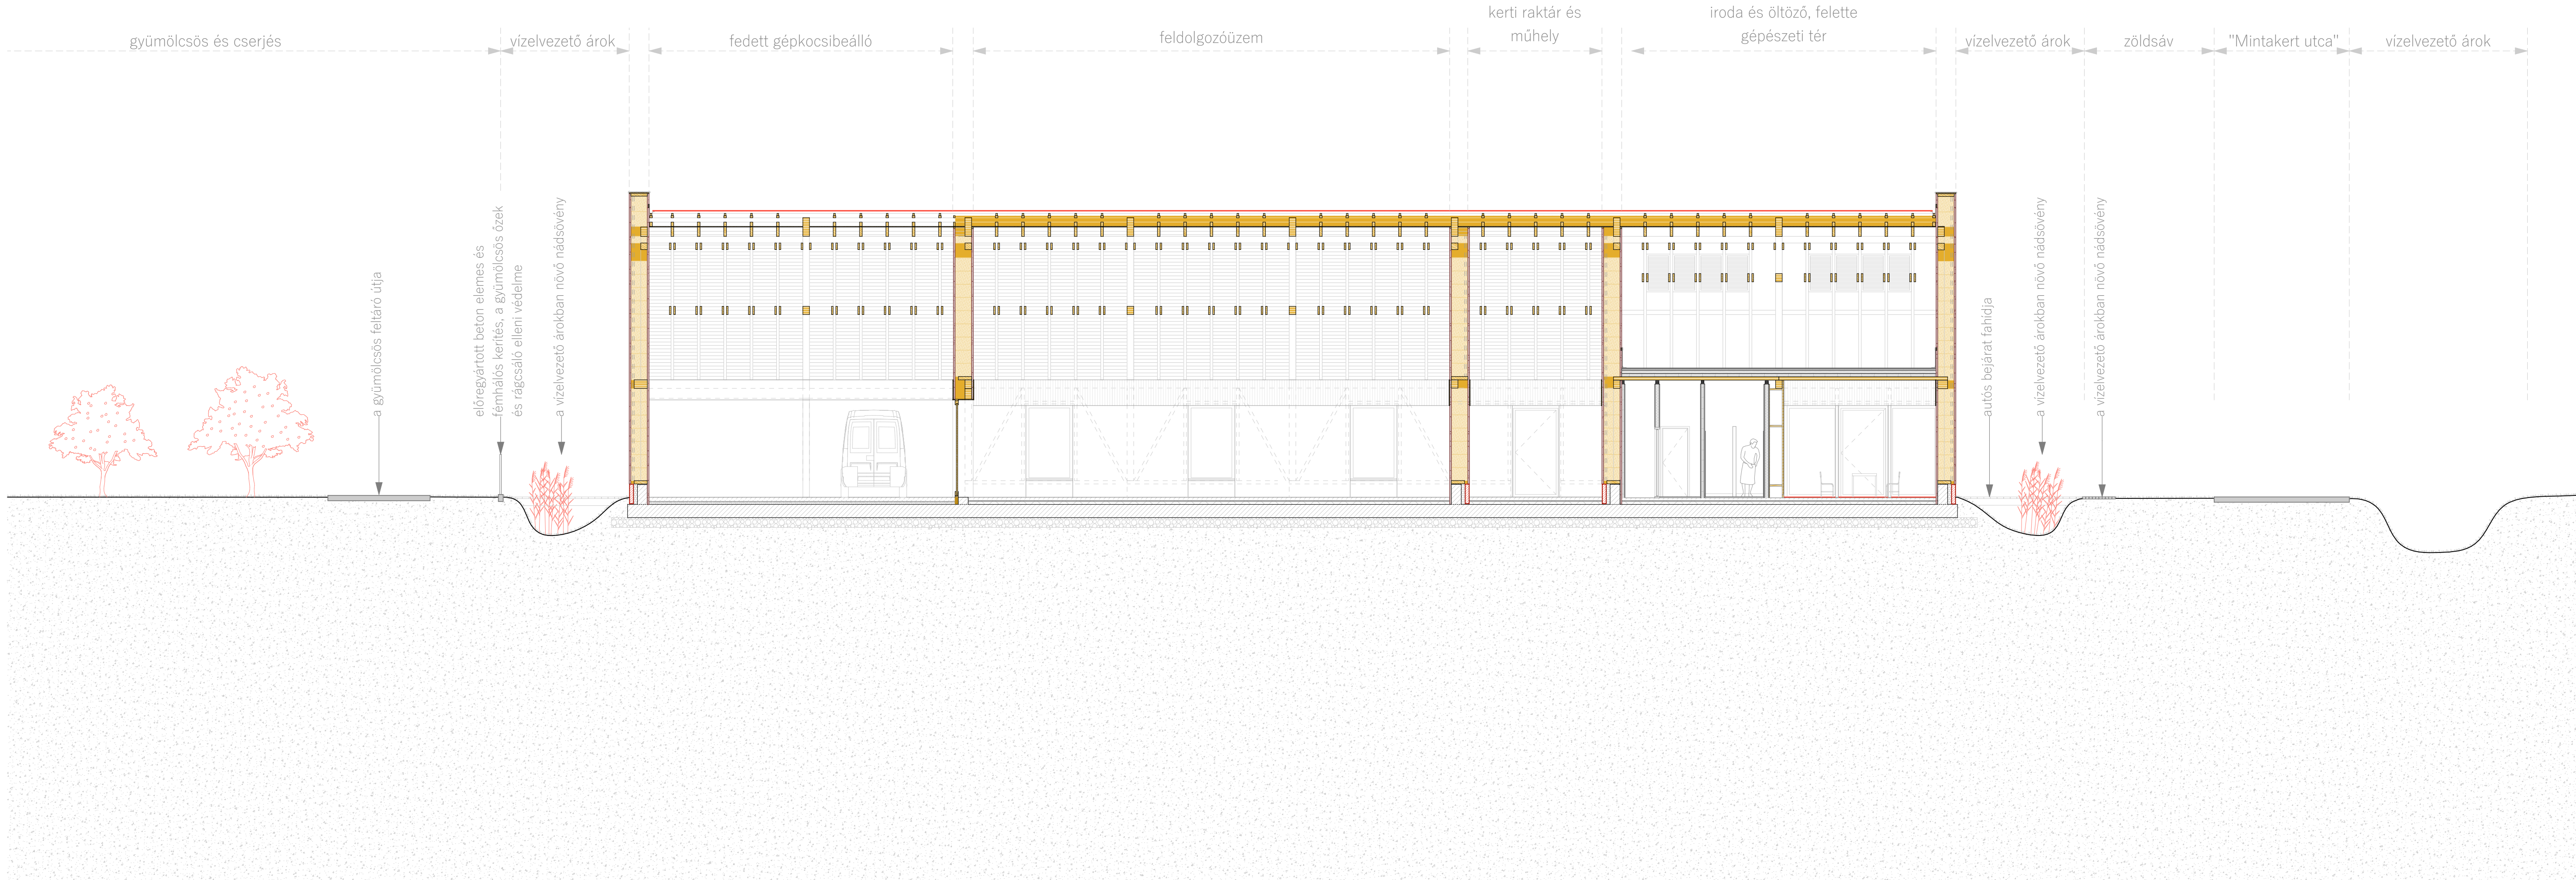 gyümölcsös és cserjés
vízelvezető árok
fedett gépkocsibeálló
feldolgozóüzem
kerti raktár és
műhely
iroda és öltöző, felette
gépészeti tér
vízelvezető árok
zöldsáv
"Mintakert utca"
vízelvezető árok
a gyümölcsös feltáró útja
előregyártott beton elemes és
fémhálós kerítés, a gyümölcsös őzek
és rágcsáló elleni védelme
a vízelvezető árokban növő nádsövény
autós bejárat fahídja
a vízelvezető árokban növő nádsövény
a vízelvezető árokban növő nádsövény